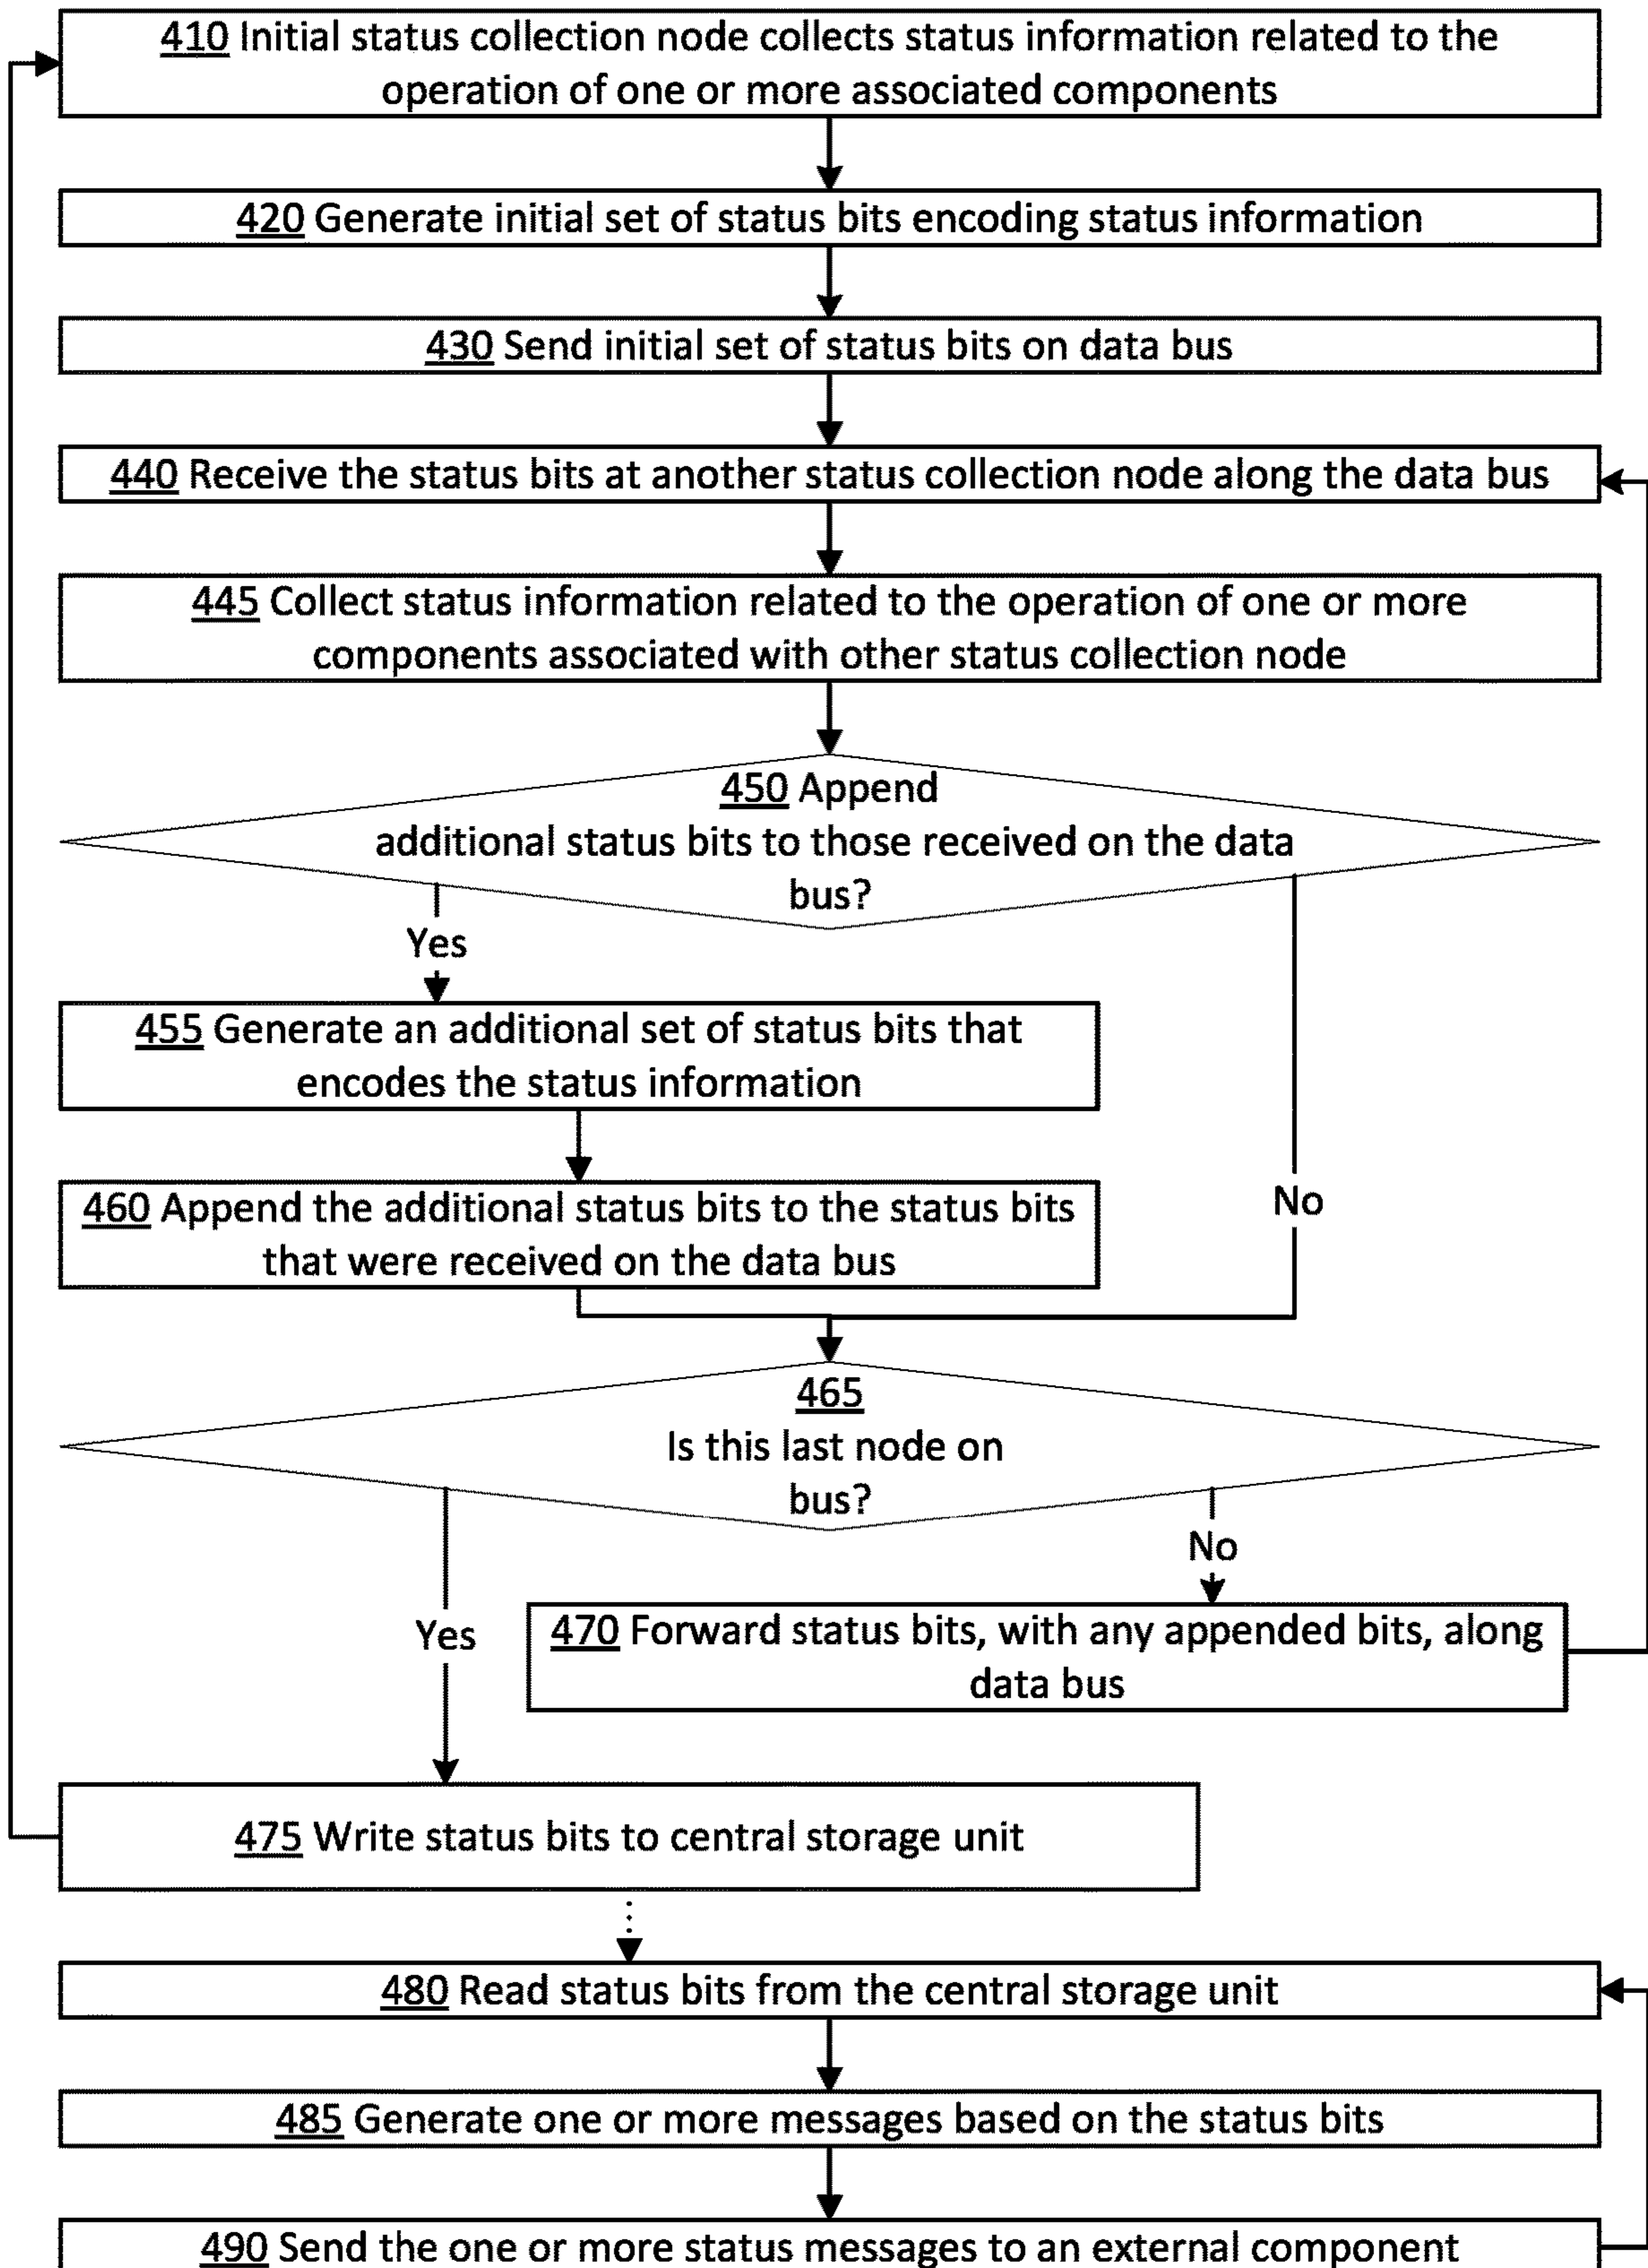 410 Initial status collection node collects status information related to the
operation of one or more associated components
420 Generate initial set of status bits encoding status information
430 Send initial set of status bits on data bus
440 Receive the status bits at another status collection node along the data bus
445 Collect status information related to the operation of one or more
components associated with other status collection node
450 Append
additional status bits to those received on the data
bus?
Yes
455 Generate an additional set of status bits that
encodes the status information
460 Append the additional status bits to the status bits
that were received on the data bus
No
465
Is this last node on
bus?
No
Yes
470 Forward status bits, with any appended bits, along
data bus
475 Write status bits to central storage unit
480 Read status bits from the central storage unit
485 Generate one or more messages based on the status bits
490 Send the one or more status messages to an external component